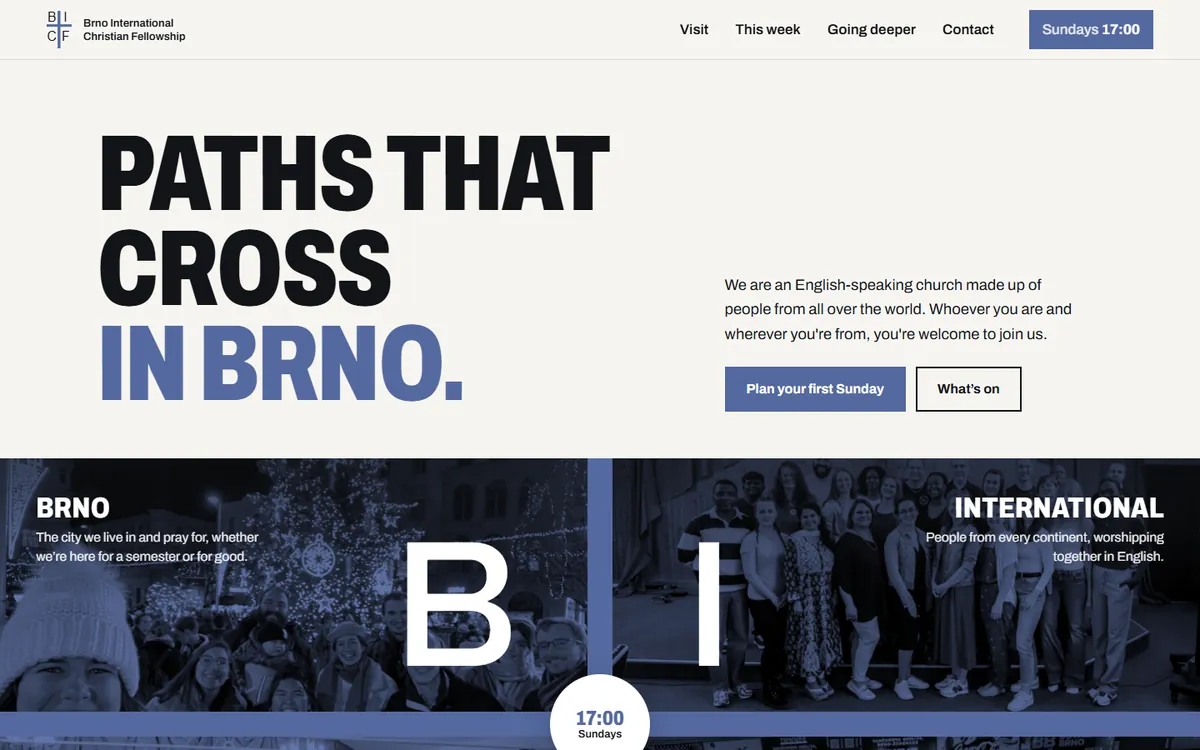 B I
C F
Brno International
Christian Fellowship
Visit
This week
Going deeper
Contact
Sundays 17:00
PATHS THAT
CROSS
IN BRNO.
We are an English-speaking church made up of
people from all over the world. Whoever you are and
wherever you're from, you're welcome to join us.
Plan your first Sunday
What's on
BRNO
The city we live in and pray for, whether
we're here for a semester or for good.
B
INTERNATIONAL
People from every continent, worshipping
together in English.
I
17:00
Sundays